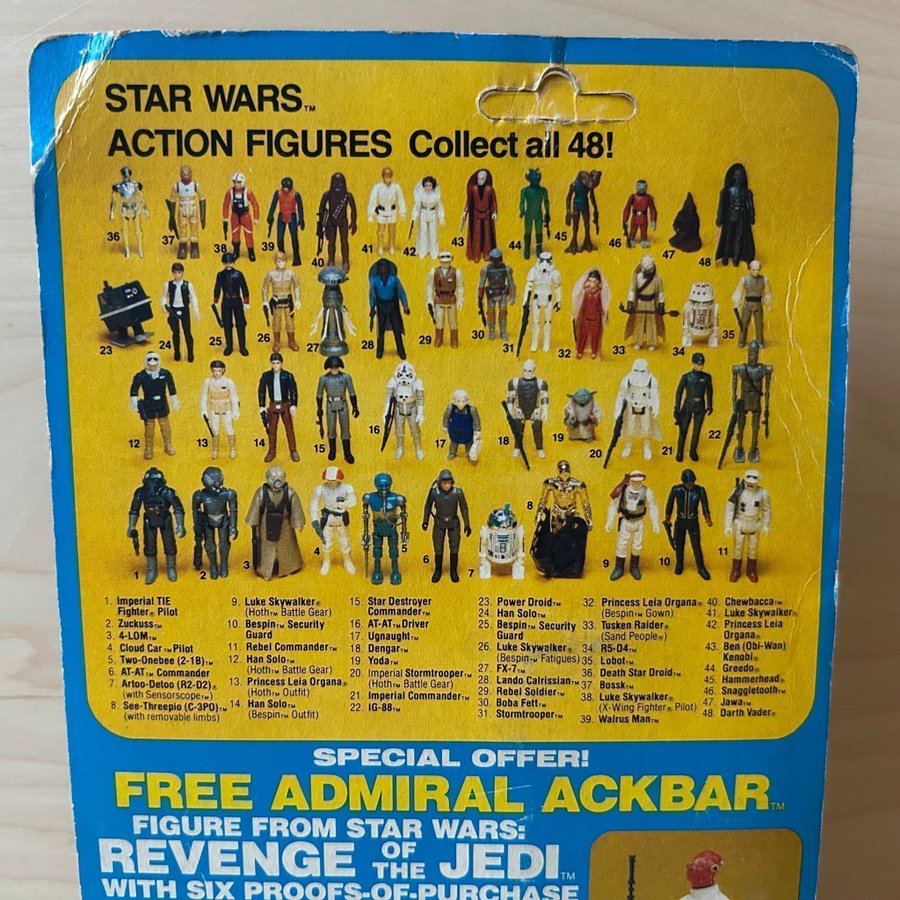 STAR WARS™
ACTION FIGURES Collect all 48!
36 37 38 39 40 41 42 43 44 45 46 47 48
23 24 25 26 27 28 29 30 31 32 33 34 35
12 13 14 15 16 17 18 19 20 21 22
1 2 3 4 5 6 7 8 9 10 11
1. Imperial TIE
Fighter® Pilot
2. Zuckuss™
3. 4-LOM™
4. Cloud Car™ Pilot
5. Two-Onebee (2-1B)™
6. AT-AT™ Commander
7. Artoo-Detoo (R2-D2)®
(with Sensorscope™)
8. See-Threepio (C-3PO)™
(with removable limbs)
9. Luke Skywalker®
(Hoth™ Battle Gear)
10. Bespin™ Security
Guard
11. Rebel Commander™
12. Han Solo™
(Hoth™ Battle Gear)
13. Princess Leia Organa®
(Hoth™ Outfit)
14. Han Solo™
(Bespin™ Outfit)
15. Star Destroyer
Commander™
16. AT-AT™ Driver
17. Ugnaught™
18. Dengar™
19. Yoda™
20. Imperial Stormtrooper™
(Hoth™ Battle Gear)
21. Imperial Commander™
22. IG-88™
23. Power Droid™
24. Han Solo™
25. Bespin™ Security
Guard
26. Luke Skywalker®
(Bespin™ Fatigues)
27. FX-7™
28. Lando Calrissian™
29. Rebel Soldier™
30. Boba Fett™
31. Stormtrooper™
32. Princess Leia Organa®
(Bespin™ Gown)
33. Tusken Raider®
(Sand People®)
34. R5-D4™
35. Lobot™
36. Death Star Droid™
37. Bossk™
38. Luke Skywalker®
(X-Wing Fighter® Pilot)
39. Walrus Man™
40. Chewbacca™
41. Luke Skywalker®
42. Princess Leia
Organa®
43. Ben (Obi-Wan)
Kenobi®
44. Greedo™
45. Hammerhead®
46. Snaggletooth™
47. Jawa™
48. Darth Vader®
SPECIAL OFFER!
FREE ADMIRAL ACKBAR™
FIGURE FROM STAR WARS:
REVENGE OF THE JEDI™
WITH SIX PROOFS-OF-PURCHASE